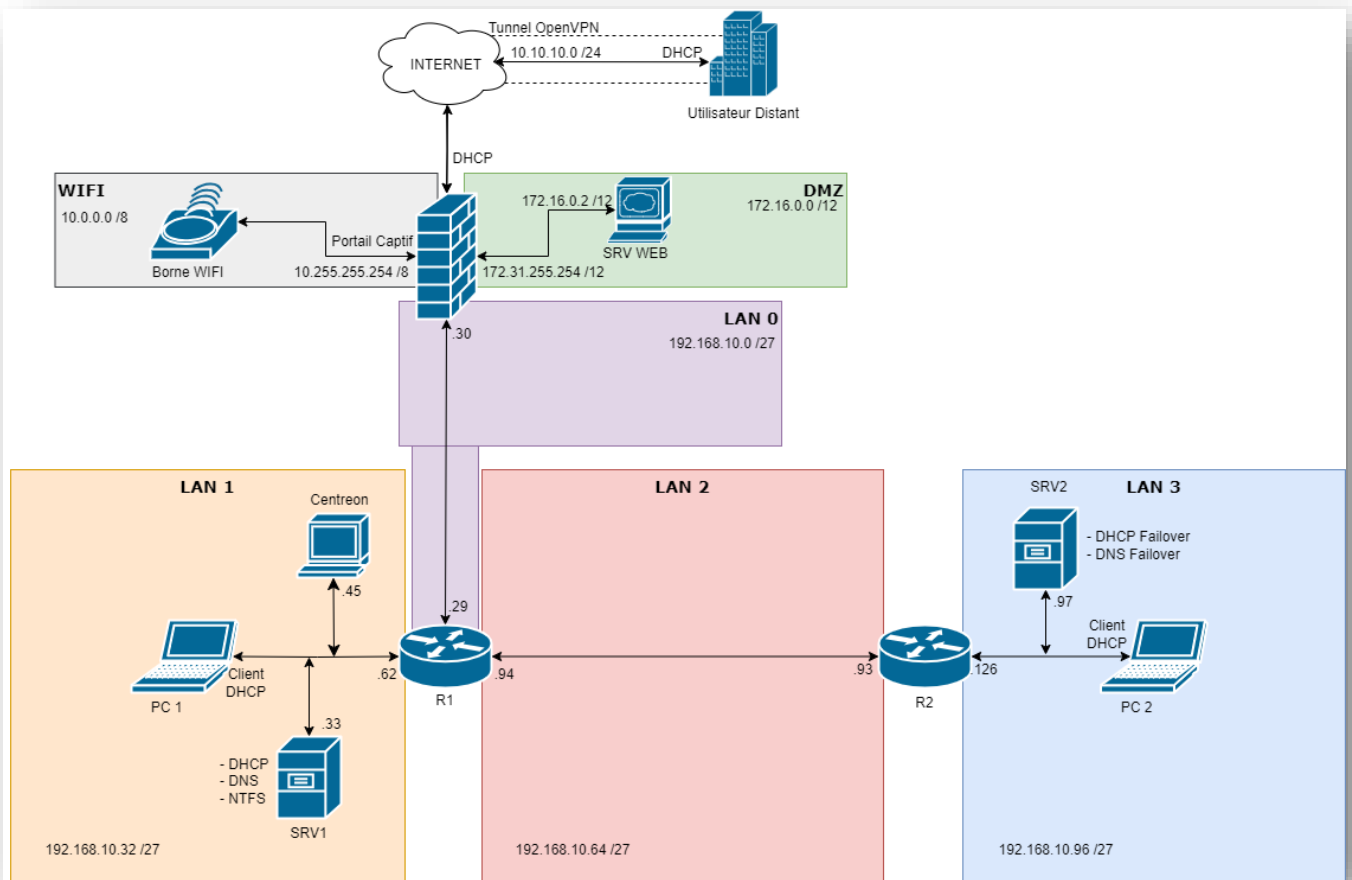 Tunnel OpenVPN
10.10.10.0 /24
DHCP
INTERNET
Utilisateur Distant
DHCP
WIFI
10.0.0.0 /8
Portail Captif
Borne WIFI
10.255.255.254 /8
DMZ
172.16.0.0 /12
172.16.0.2 /12
SRV WEB
172.31.255.254 /12
LAN 0
192.168.10.0 /27
.30
.29
LAN 1
Centreon
.45
Client
DHCP
PC 1
.62
.33
- DHCP
- DNS
- NTFS
SRV1
192.168.10.32 /27
R1
LAN 2
.94
.93
192.168.10.64 /27
R2
SRV2
LAN 3
- DHCP Failover
- DNS Failover
.97
Client
DHCP
.126
PC 2
192.168.10.96 /27